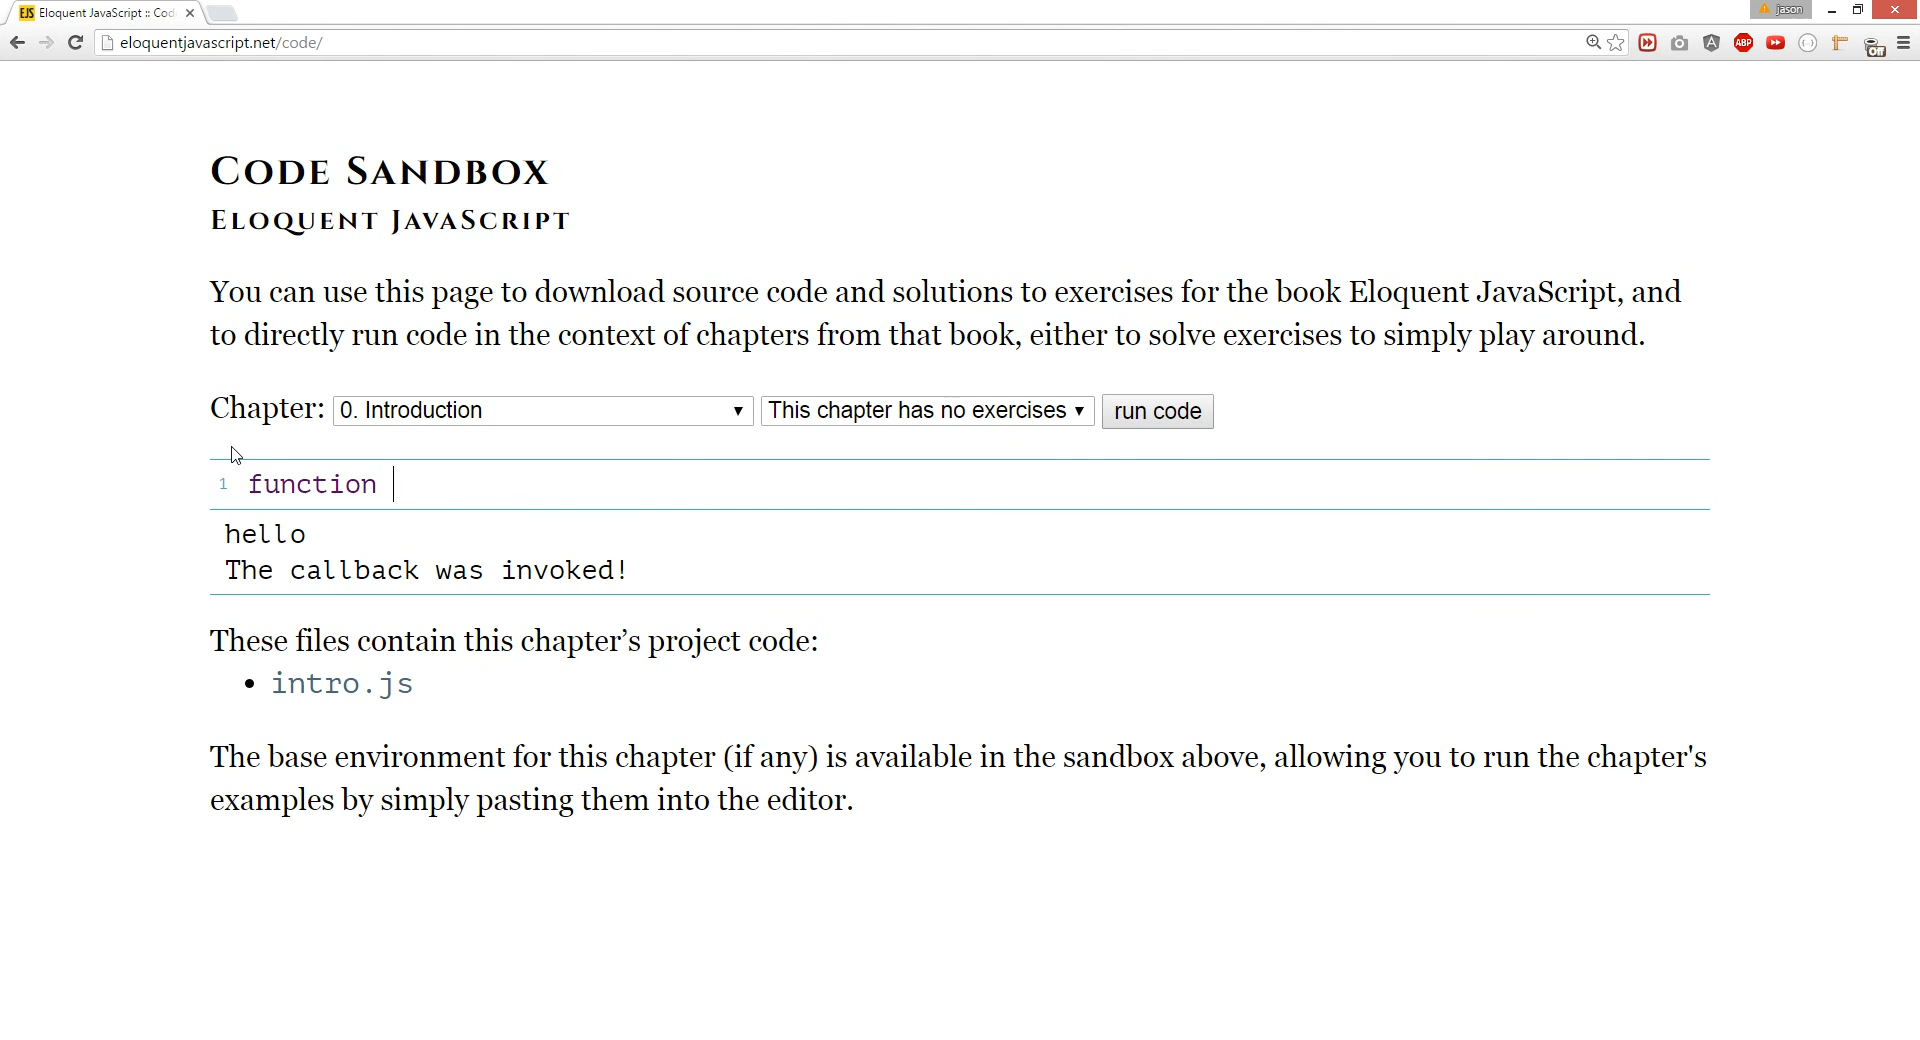 EJS Eloquent JavaScript :: Cod
jason
eloquentjavascript.net/code/
ABP
Off
CODE SANDBOX
ELOQUENT JAVASCRIPT
You can use this page to download source code and solutions to exercises for the book Eloquent JavaScript, and
to directly run code in the context of chapters from that book, either to solve exercises to simply play around.
Chapter: 0. Introduction This chapter has no exercises run code
1 function
hello
The callback was invoked!
These files contain this chapter’s project code:
• intro.js
The base environment for this chapter (if any) is available in the sandbox above, allowing you to run the chapter's
examples by simply pasting them into the editor.